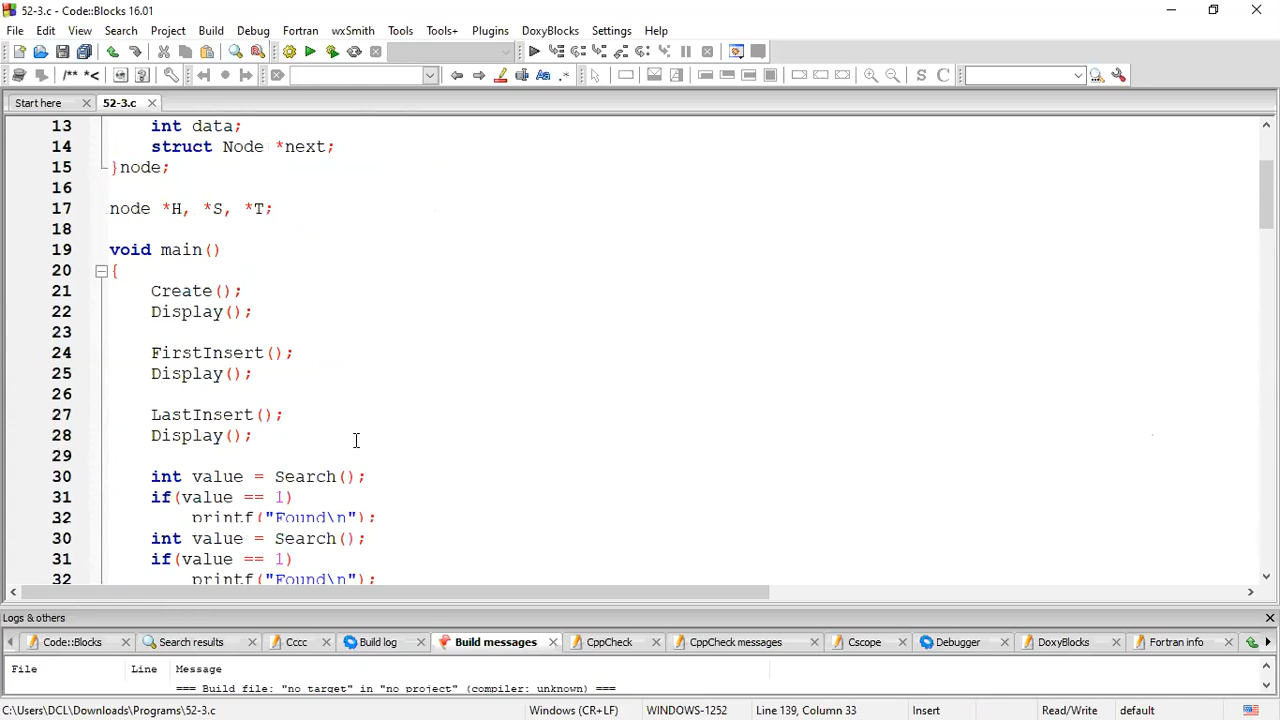 52-3.c - Code::Blocks 16.01
File Edit View Search Project Build Debug Fortran wxSmith Tools Tools+ Plugins DoxyBlocks Settings Help
/** *< Aa .* S C
Start here 52-3.c
13 int data;
14 struct Node *next;
15 }node;
16
17 node *H, *S, *T;
18
19 void main()
20 {
21 Create();
22 Display();
23
24 FirstInsert();
25 Display();
26
27 LastInsert();
28 Display();
29
30 int value = Search();
31 if(value == 1)
32 printf("Found\n");
30 int value = Search();
31 if(value == 1)
32 printf("Found\n");
Logs & others
Code::Blocks Search results Cccc Build log Build messages CppCheck CppCheck messages Cscope Debugger DoxyBlocks Fortran info
File Line Message
=== Build file: "no target" in "no project" (compiler: unknown) ===
C:\Users\DCL\Downloads\Programs\52-3.c Windows (CR+LF) WINDOWS-1252 Line 139, Column 33 Insert Read/Write default